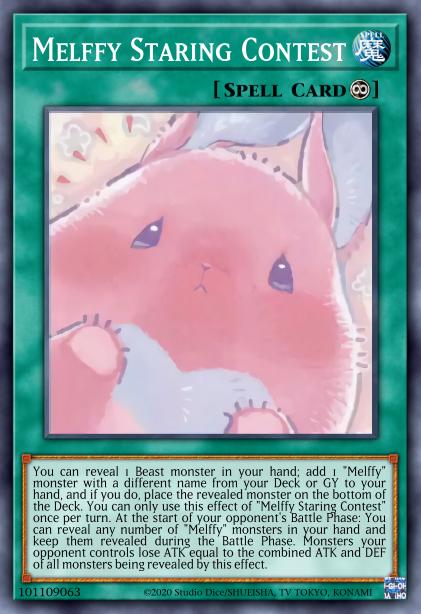 MELFFY STARING CONTEST
SPELL
魔
[SPELL CARD]
You can reveal 1 Beast monster in your hand; add 1 "Melffy"
monster with a different name from your Deck or GY to your
hand, and if you do, place the revealed monster on the bottom of
the Deck. You can only use this effect of "Melffy Staring Contest"
once per turn. At the start of your opponent's Battle Phase: You
can reveal any number of "Melffy" monsters in your hand and
keep them revealed during the Battle Phase. Monsters your
opponent controls lose ATK equal to the combined ATK and DEF
of all monsters being revealed by this effect.
101109063
©2020 Studio Dice/SHUEISHA, TV TOKYO, KONAMI